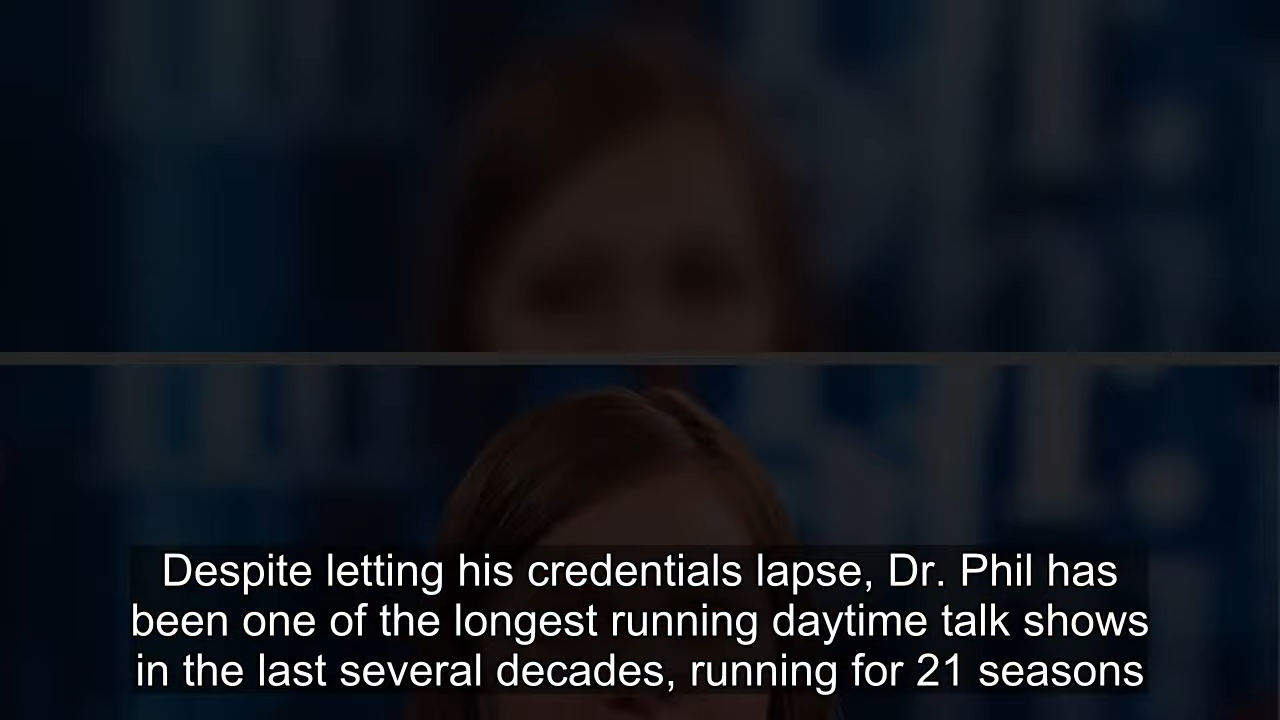 Despite letting his credentials lapse, Dr. Phil has
been one of the longest running daytime talk shows
in the last several decades, running for 21 seasons